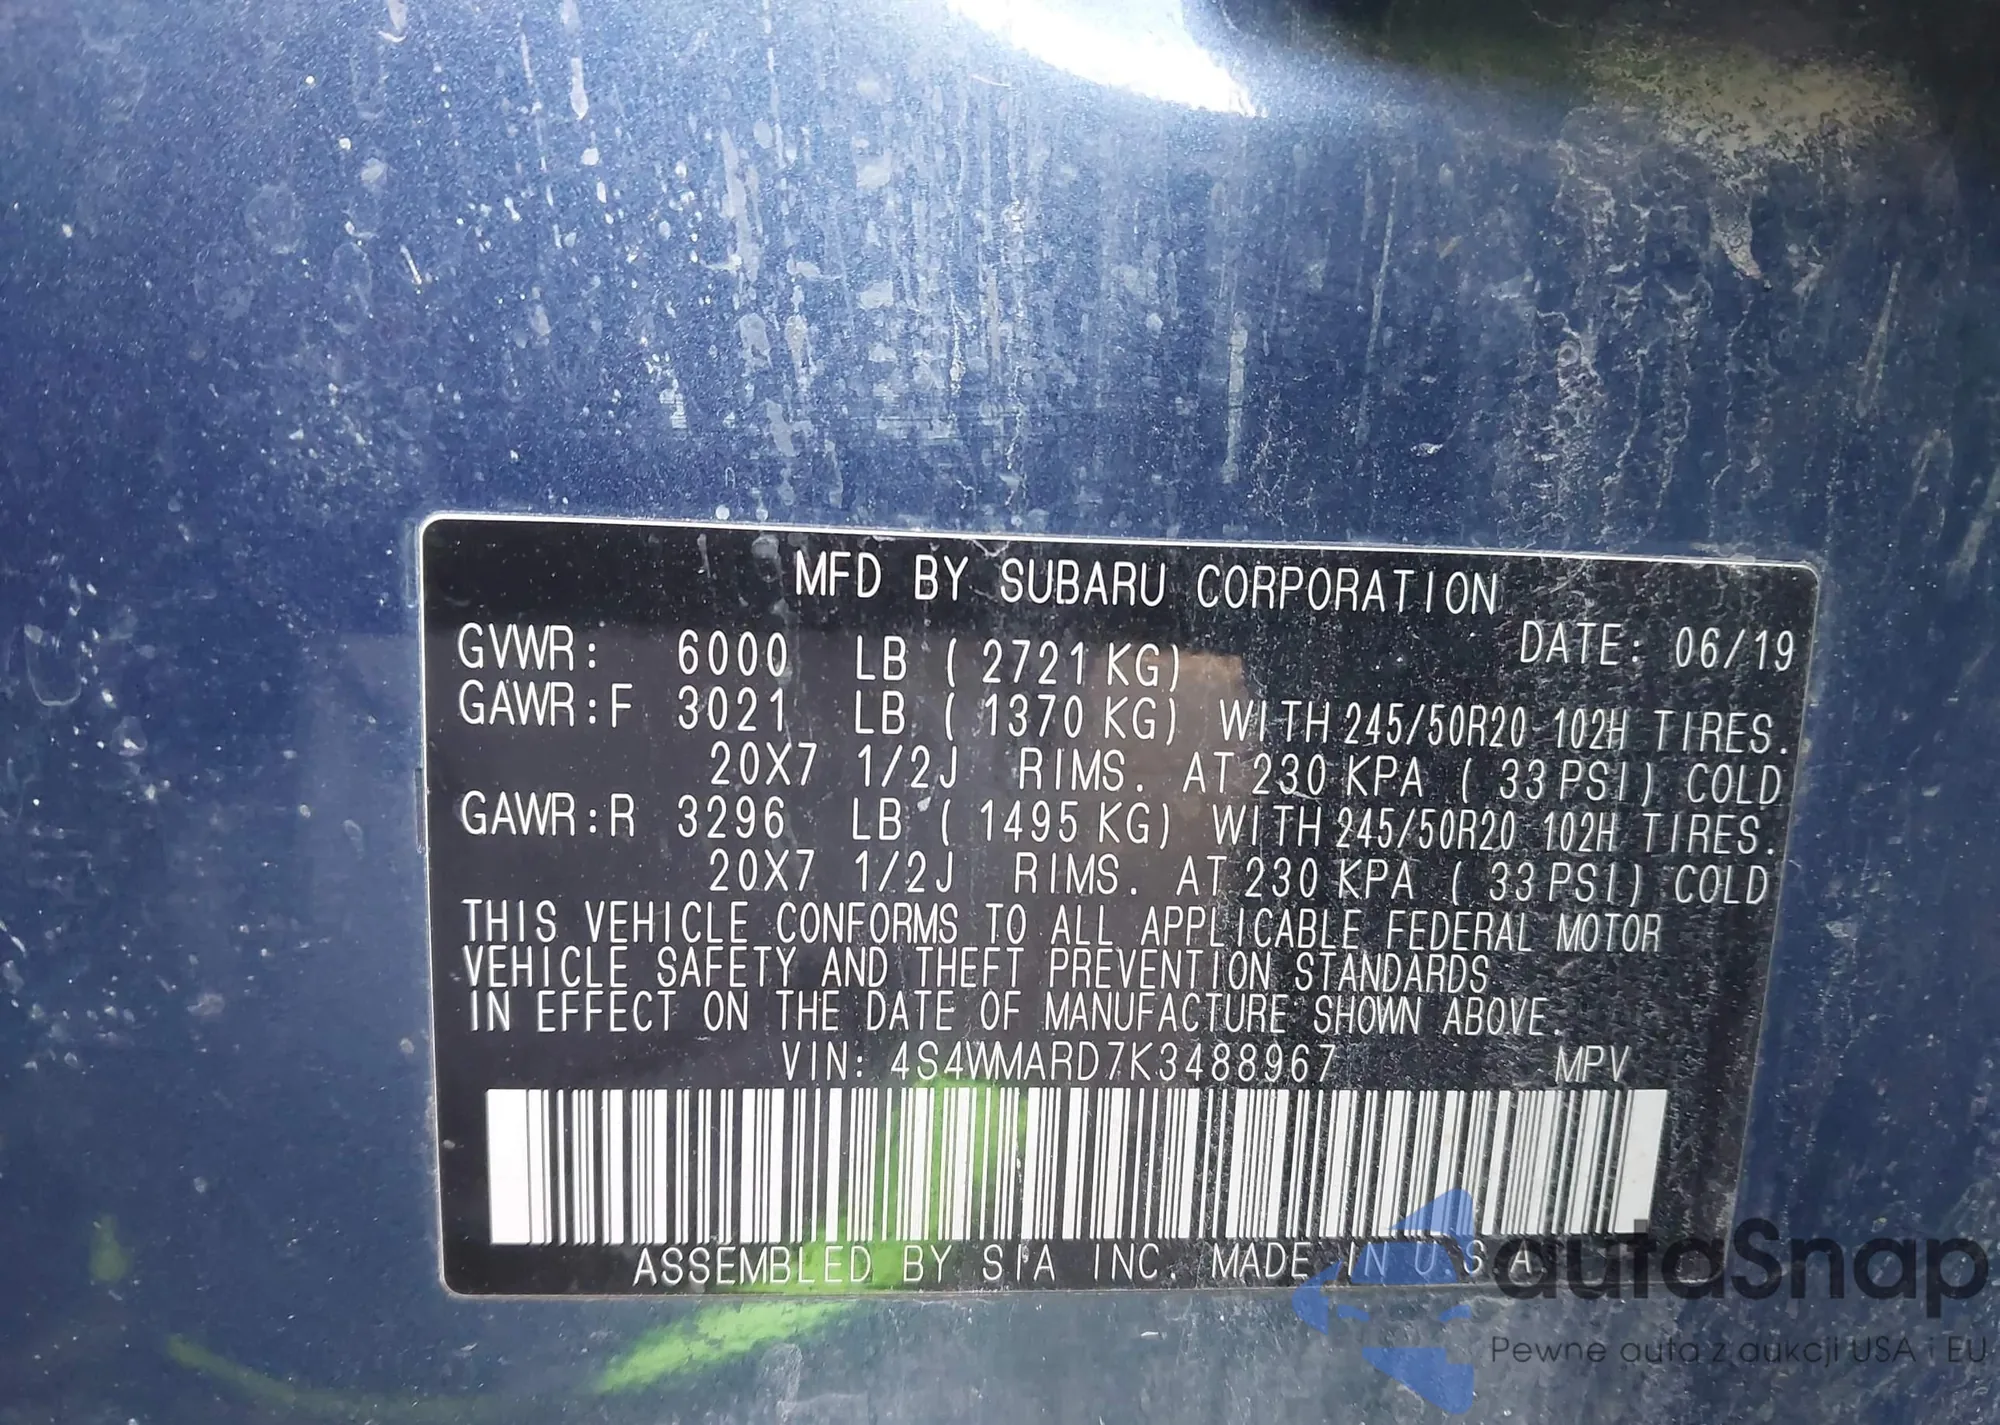 MFD BY SUBARU CORPORATION
DATE: 06/19
GVWR: 6000 LB ( 2721 KG)
GAWR:F 3021 LB ( 1370 KG) WITH 245/50R20 102H TIRES.
20X7 1/2J RIMS. AT 230 KPA ( 33 PSI) COLD
GAWR:R 3296 LB ( 1495 KG) WITH 245/50R20 102H TIRES.
20X7 1/2J RIMS. AT 230 KPA ( 33 PSI) COLD
THIS VEHICLE CONFORMS TO ALL APPLICABLE FEDERAL MOTOR
VEHICLE SAFETY AND THEFT PREVENTION STANDARDS
IN EFFECT ON THE DATE OF MANUFACTURE SHOWN ABOVE.
VIN: 4S4WMARD7K3488967 MPV
ASSEMBLED BY SIA INC. MADE IN U.S.A.
autaSnap
Pewne auta z aukcji USA i EU